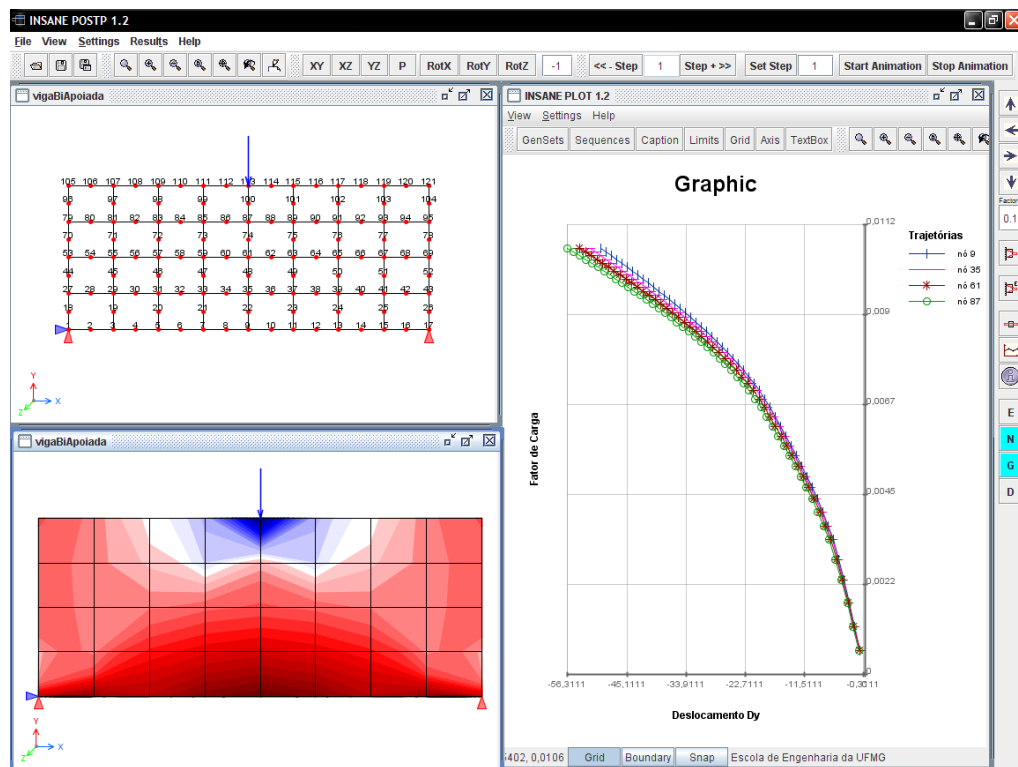 INSANE POSTP 1.2
File View Settings Results Help
XY XZ YZ P RotX RotY RotZ -1 << - Step 1 Step + >> Set Step 1 Start Animation Stop Animation
vigaBiApoiada
105 106 107 108 109 110 111 112 113 114 115 116 117 118 119 120 121
96 97 98 99 100 101 102 103 104
79 80 81 82 83 84 85 86 87 88 89 90 91 92 93 94 95
70 71 72 73 74 75 76 77 78
53 54 55 56 57 58 59 60 61 62 63 64 65 66 67 68 69
44 45 46 47 48 49 50 51 52
27 28 29 30 31 32 33 34 35 36 37 38 39 40 41 42 43
18 19 20 21 22 23 24 25 26
1 2 3 4 5 6 7 8 9 10 11 12 13 14 15 16 17
Y
X
Z
vigaBiApoiada
Y
X
Z
INSANE PLOT 1.2
View Settings Help
GenSets Sequences Caption Limits Grid Axis TextBox
Graphic
Trajetórias
nó 9
nó 35
nó 61
nó 87
0,0112
0,009
0,0067
0,0045
0,0022
0
Fator de Carga
-56,3111 -45,1111 -33,9111 -22,7111 -11,5111 -0,3111
Deslocamento Dy
5402, 0,0106 Grid Boundary Snap Escola de Engenharia da UFMG
Factor
0.1
E
N
G
D